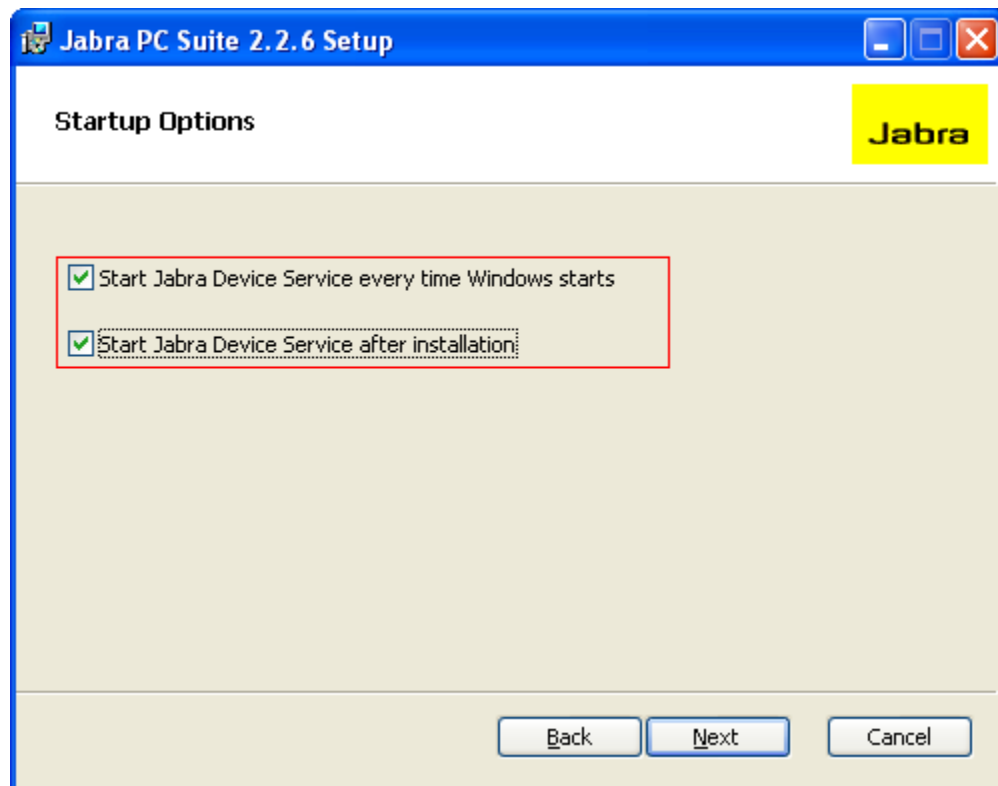 Jabra PC Suite 2.2.6 Setup
Startup Options
Jabra
Start Jabra Device Service every time Windows starts
Start Jabra Device Service after installation
Back
Next
Cancel